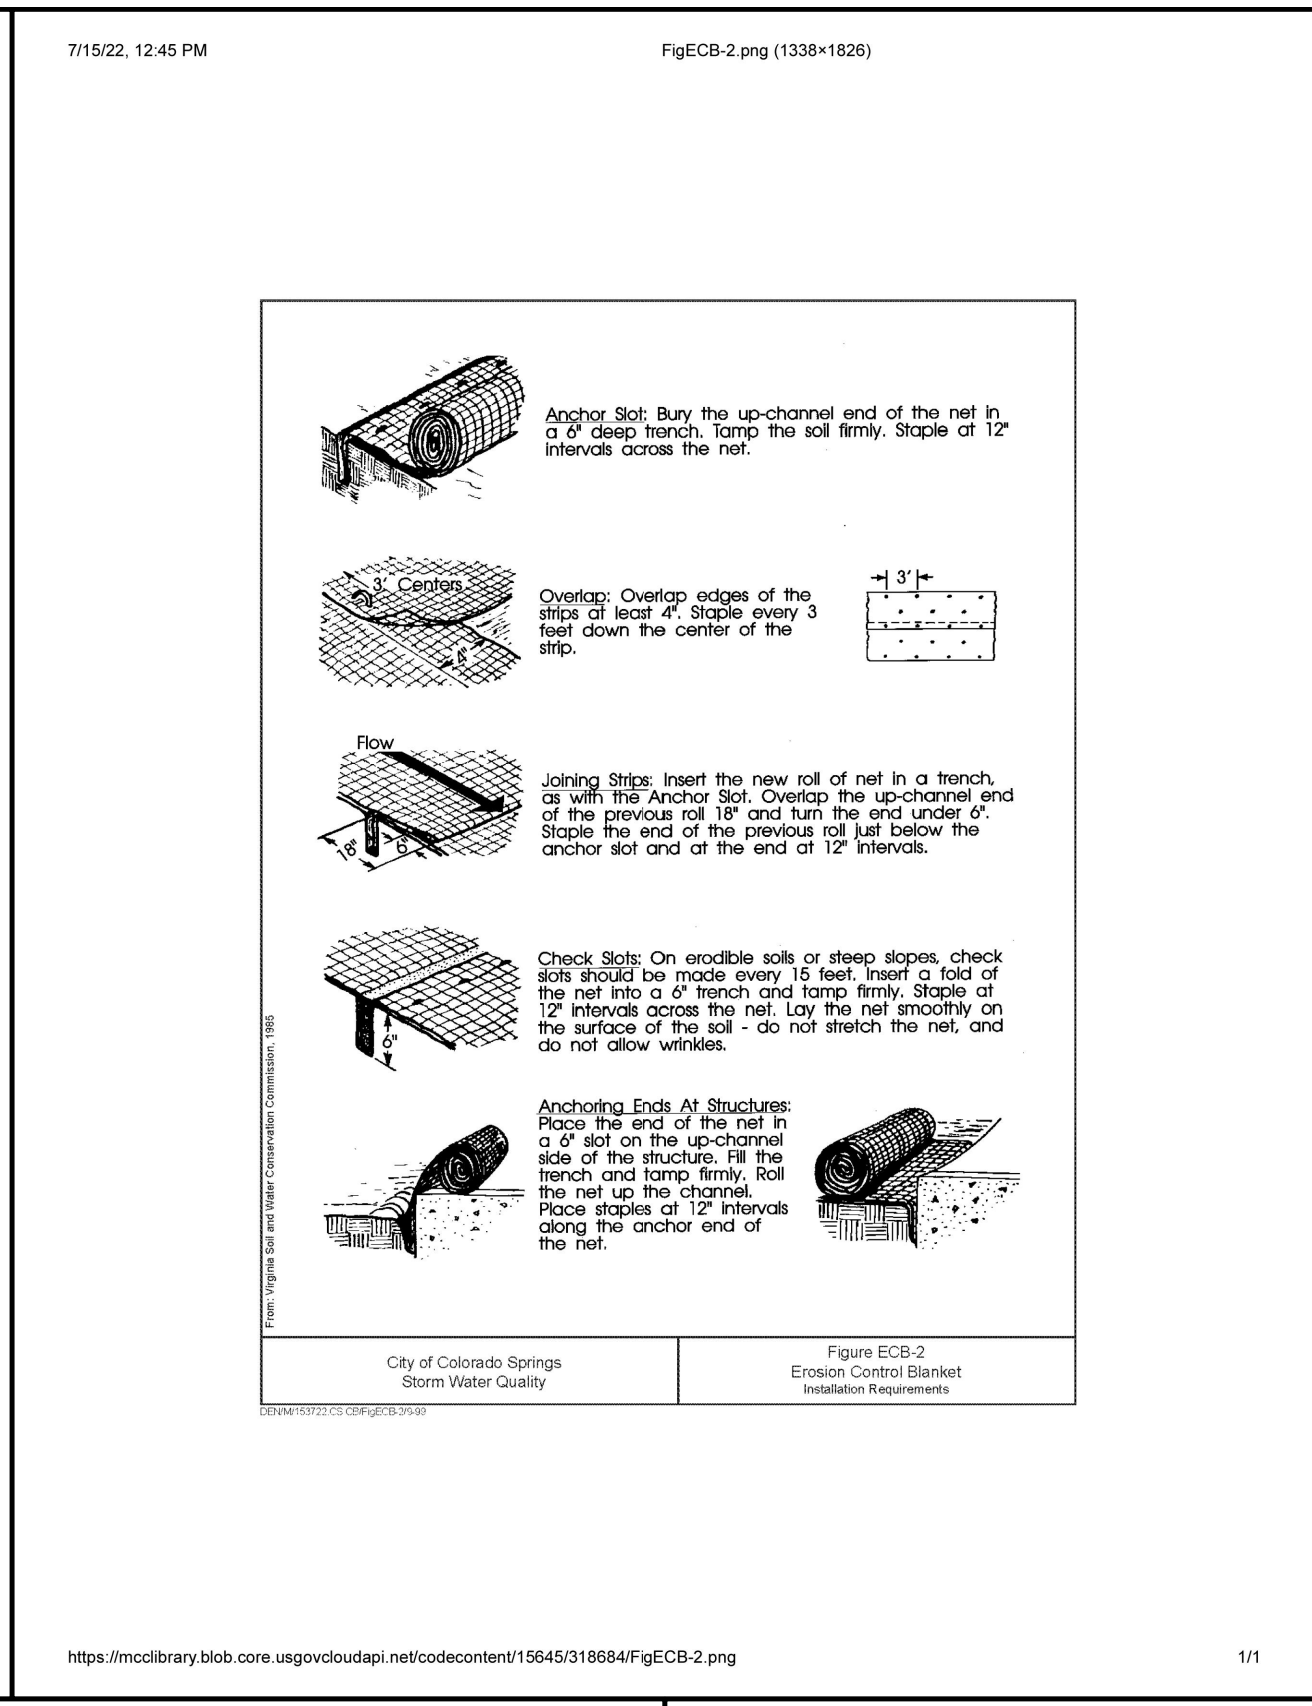 7/15/22, 12:45 PM
FigECB-2.png (1338×1826)
Anchor Slot: Bury the up-channel end of the net in
a 6" deep trench. Tamp the soil firmly. Staple at 12"
intervals across the net.
3' Centers
4"
Overlap: Overlap edges of the
strips at least 4". Staple every 3
feet down the center of the
strip.
3'
Flow
18"
6"
Joining Strips: Insert the new roll of net in a trench,
as with the Anchor Slot. Overlap the up-channel end
of the previous roll 18" and turn the end under 6".
Staple the end of the previous roll just below the
anchor slot and at the end at 12" intervals.
6"
Check Slots: On erodible soils or steep slopes, check
slots should be made every 15 feet. Insert a fold of
the net into a 6" trench and tamp firmly. Staple at
12" intervals across the net. Lay the net smoothly on
the surface of the soil - do not stretch the net, and
do not allow wrinkles.
Anchoring Ends At Structures:
Place the end of the net in
a 6" slot on the up-channel
side of the structure. Fill the
trench and tamp firmly. Roll
the net up the channel.
Place staples at 12" intervals
along the anchor end of
the net.
From: Virginia Soil and Water Conservation Commission, 1985
City of Colorado Springs
Storm Water Quality
Figure ECB-2
Erosion Control Blanket
Installation Requirements
DEN/M/153722.CS.CB/FigECB-2/9-99
https://mcclibrary.blob.core.usgovcloudapi.net/codecontent/15645/318684/FigECB-2.png
1/1